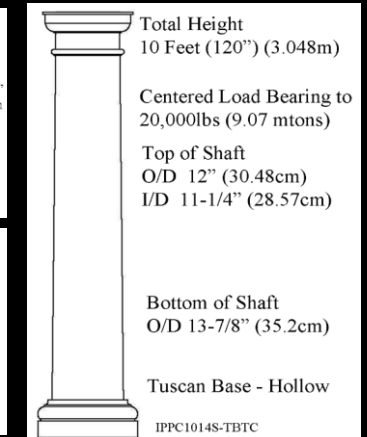 Total Height
10 Feet (120”) (3.048m)
Centered Load Bearing to
20,000lbs (9.07 mtons)
Top of Shaft
O/D 12” (30.48cm)
I/D 11-1/4” (28.57cm)
Bottom of Shaft
O/D 13-7/8” (35.2cm)
Tuscan Base - Hollow
IPPC1014S-TBTC